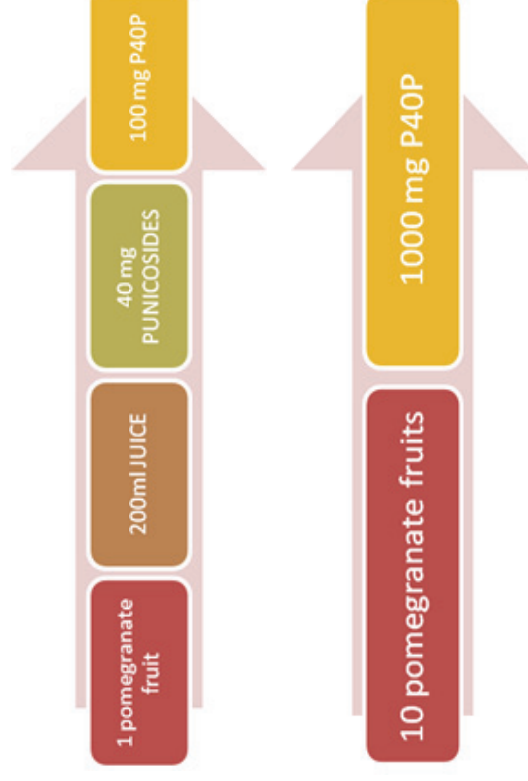 1 pomegranate
fruit
200ml JUICE
40 mg
PUNICOSIDES
100 mg P40P
10 pomegranate fruits
1000 mg P40P